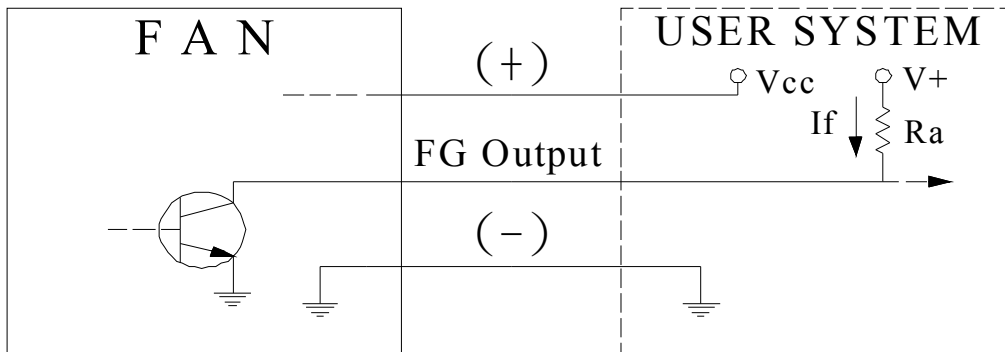 F A N
USER SYSTEM
(+)
Vcc
V+
If
Ra
FG Output
(-)